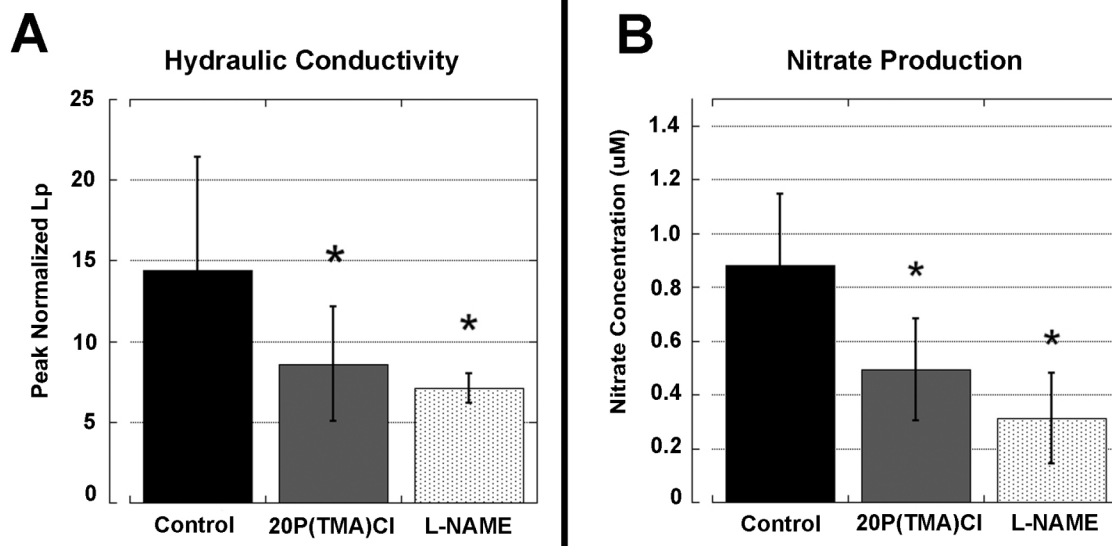 A
Hydraulic Conductivity
Peak Normalized Lp
25
20
15
10
5
0
*
*
Control 20P(TMA)Cl L-NAME
B
Nitrate Production
Nitrate Concentration (uM)
1.4
1.2
1.0
0.8
0.6
0.4
0.2
0
*
*
Control 20P(TMA)Cl L-NAME